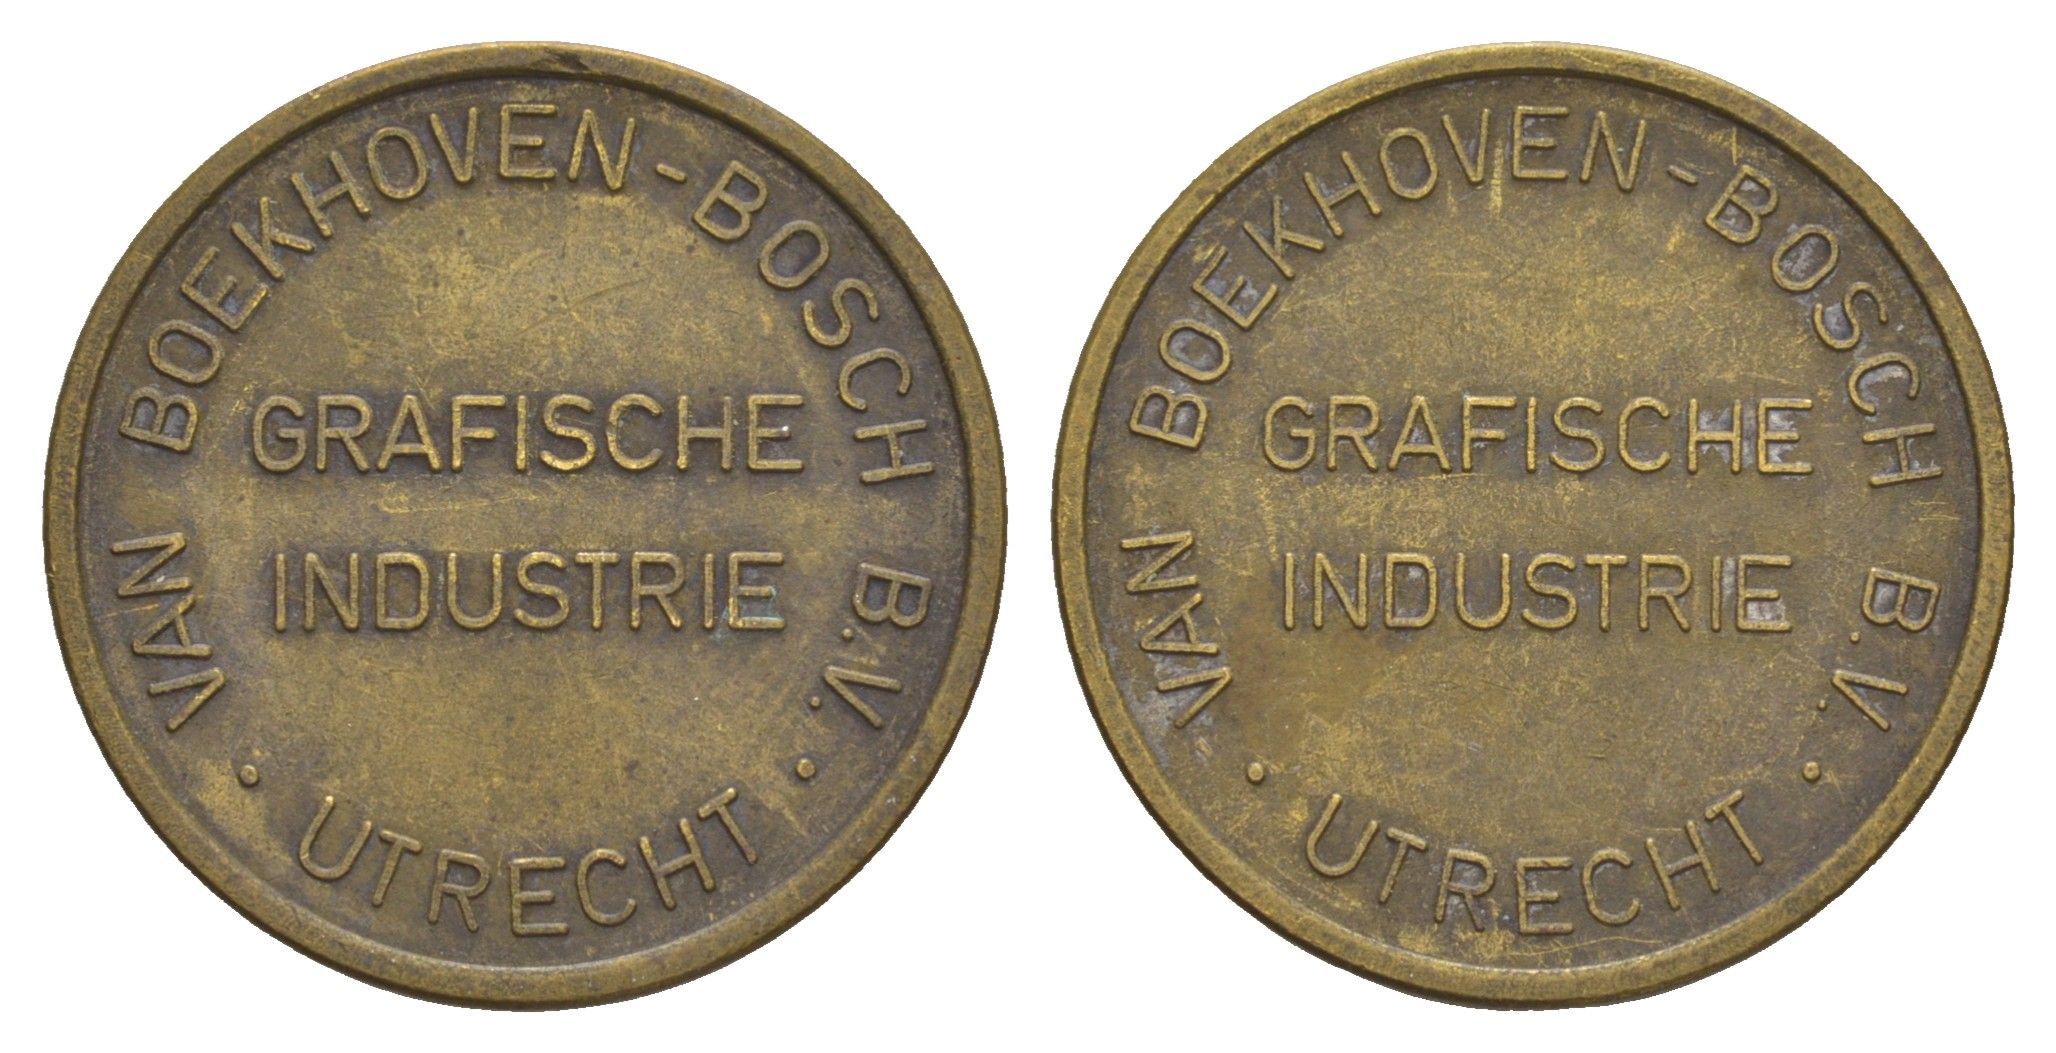 VAN BOEKHOVEN-BOSCH B.V.
GRAFISCHE
INDUSTRIE
· UTRECHT ·
VAN BOEKHOVEN-BOSCH B.V.
GRAFISCHE
INDUSTRIE
· UTRECHT ·